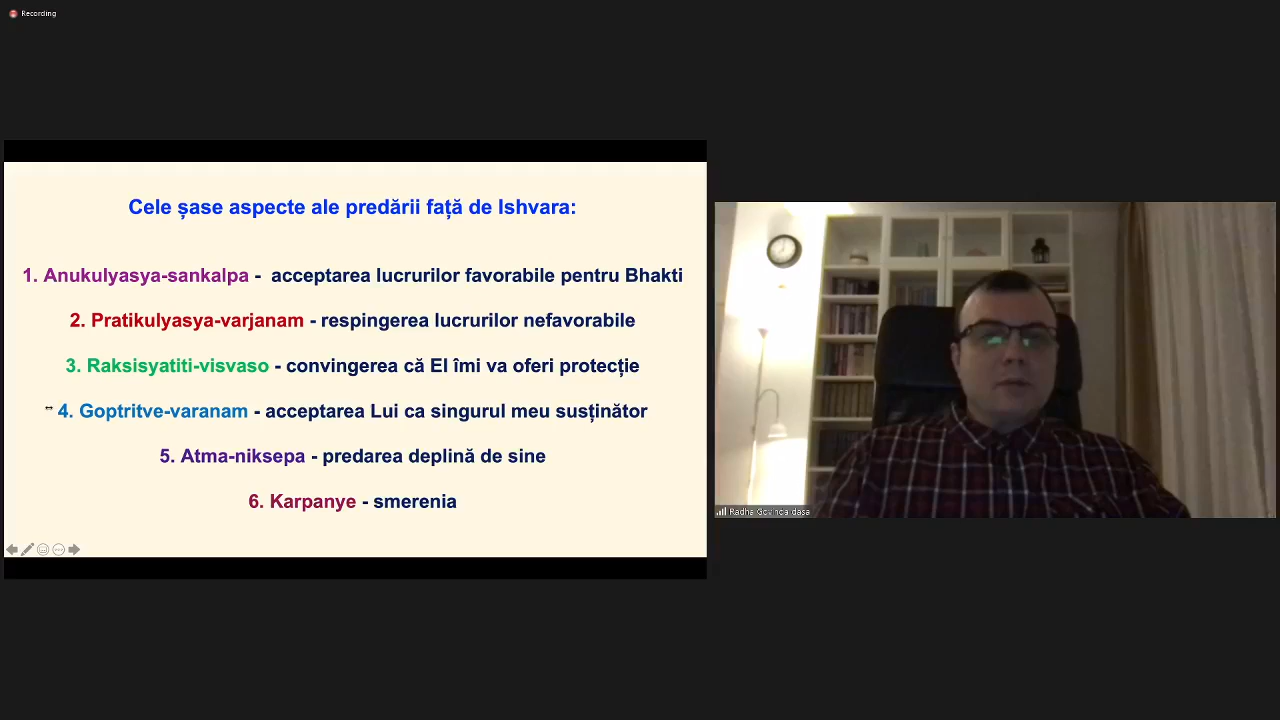 Recording
Cele șase aspecte ale predării față de Ishvara:
1. Anukulyasya-sankalpa - acceptarea lucrurilor favorabile pentru Bhakti
2. Pratikulyasya-varjanam - respingerea lucrurilor nefavorabile
3. Raksisyatiti-visvaso - convingerea că El îmi va oferi protecție
4. Goptritve-varanam - acceptarea Lui ca singurul meu susținător
5. Atma-niksepa - predarea deplină de sine
6. Karpanye - smerenia
Radha Govinda dasa